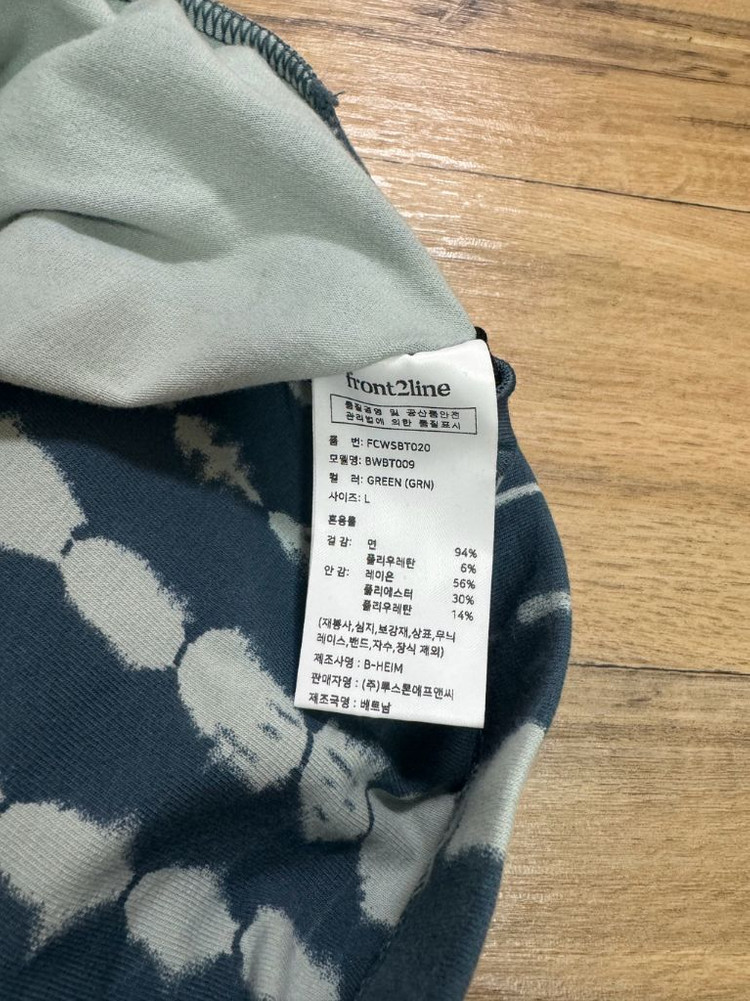 front2line
품질경영 및 공산품안전
관리법에 의한 품질표시
품 번: FCWSBT020
모델명: BWBT009
컬 러: GREEN (GRN)
사이즈: L
혼용률
겉감: 면 94%
폴리우레탄 6%
안감: 레이온 56%
폴리에스터 30%
폴리우레탄 14%
(재봉사,심지,보강재,상표,무늬
레이스,밴드,자수,장식 제외)
제조사명 : B-HEIM
판매자명 : (주)투스톤에프앤씨
제조국명 : 베트남